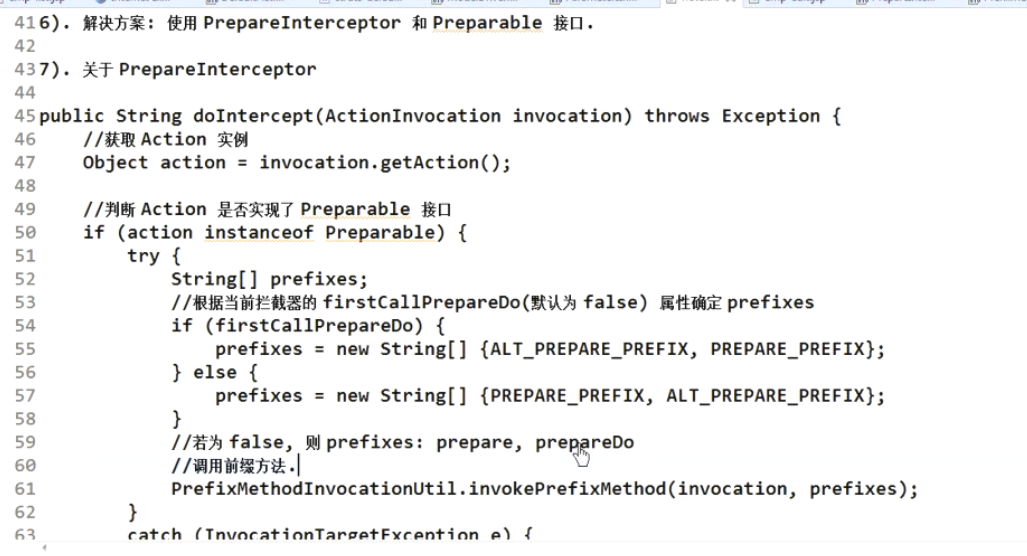 416). 解决方案: 使用 PrepareInterceptor 和 Preparable 接口.
42
437). 关于 PrepareInterceptor
44
45public String doIntercept(ActionInvocation invocation) throws Exception {
46    //获取 Action 实例
47    Object action = invocation.getAction();
48
49    //判断 Action 是否实现了 Preparable 接口
50    if (action instanceof Preparable) {
51        try {
52            String[] prefixes;
53            //根据当前拦截器的 firstCallPrepareDo(默认为 false) 属性确定 prefixes
54            if (firstCallPrepareDo) {
55                prefixes = new String[] {ALT_PREPARE_PREFIX, PREPARE_PREFIX};
56            } else {
57                prefixes = new String[] {PREPARE_PREFIX, ALT_PREPARE_PREFIX};
58            }
59            //若为 false, 则 prefixes: prepare, prepareDo
60            //调用前缀方法.
61            PrefixMethodInvocationUtil.invokePrefixMethod(invocation, prefixes);
62        }
63        catch (InvocationTargetException e) {